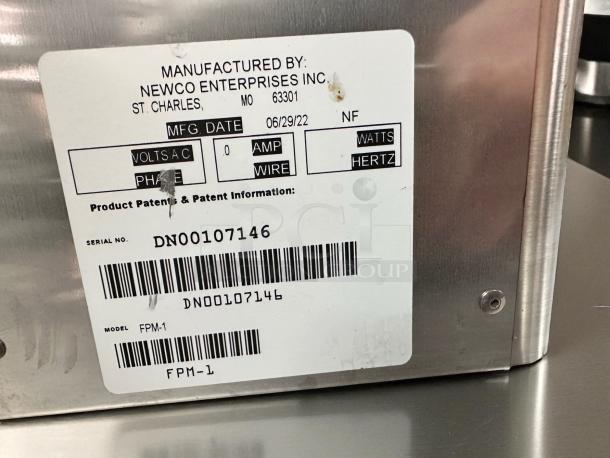 MANUFACTURED BY:
NEWCO ENTERPRISES INC.
ST. CHARLES, MO 63301
MFG DATE 06/29/22 NF
VOLTS A C .0 AMP WATTS
PHASE WIRE HERTZ
Product Patents & Patent Information:
SERIAL NO. DN00107146
DN00107146
MODEL FPM-1
FPM-1